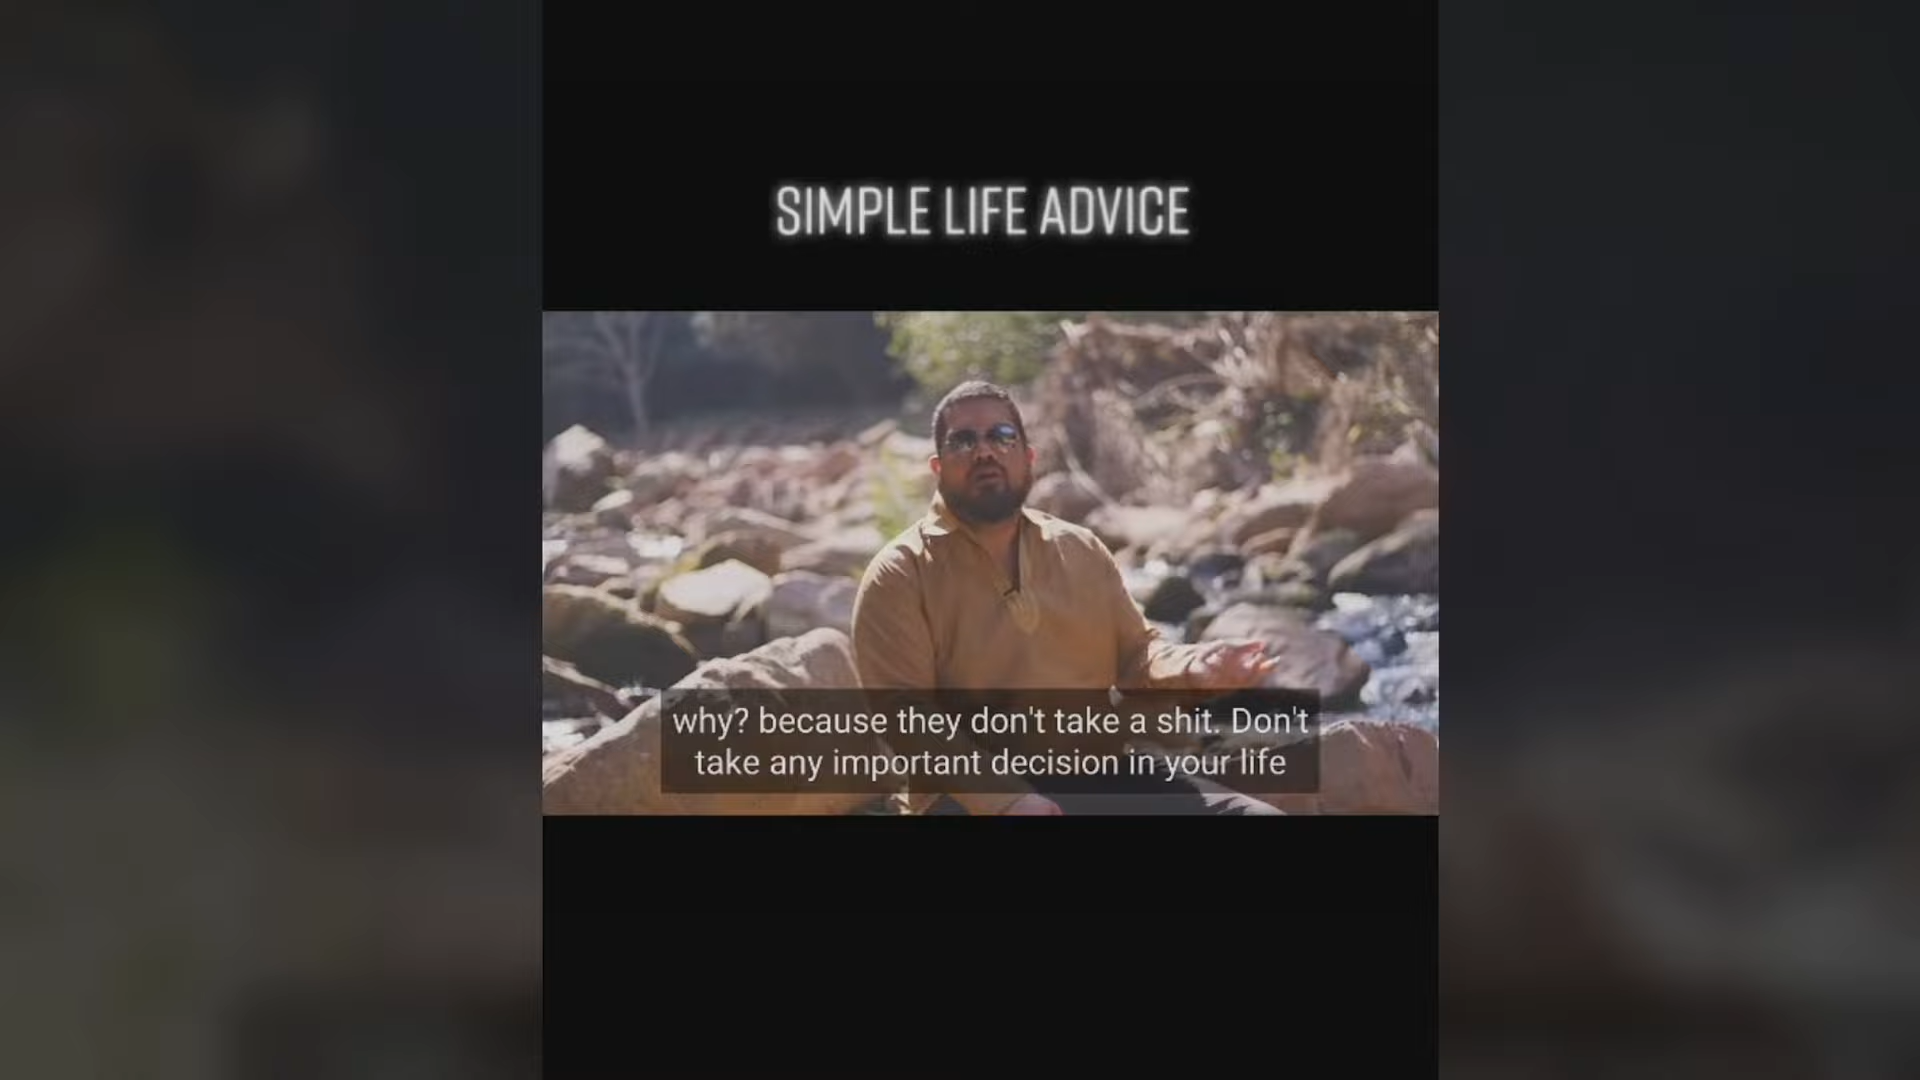 SIMPLE LIFE ADVICE
why? because they don't take a shit. Don't
take any important decision in your life